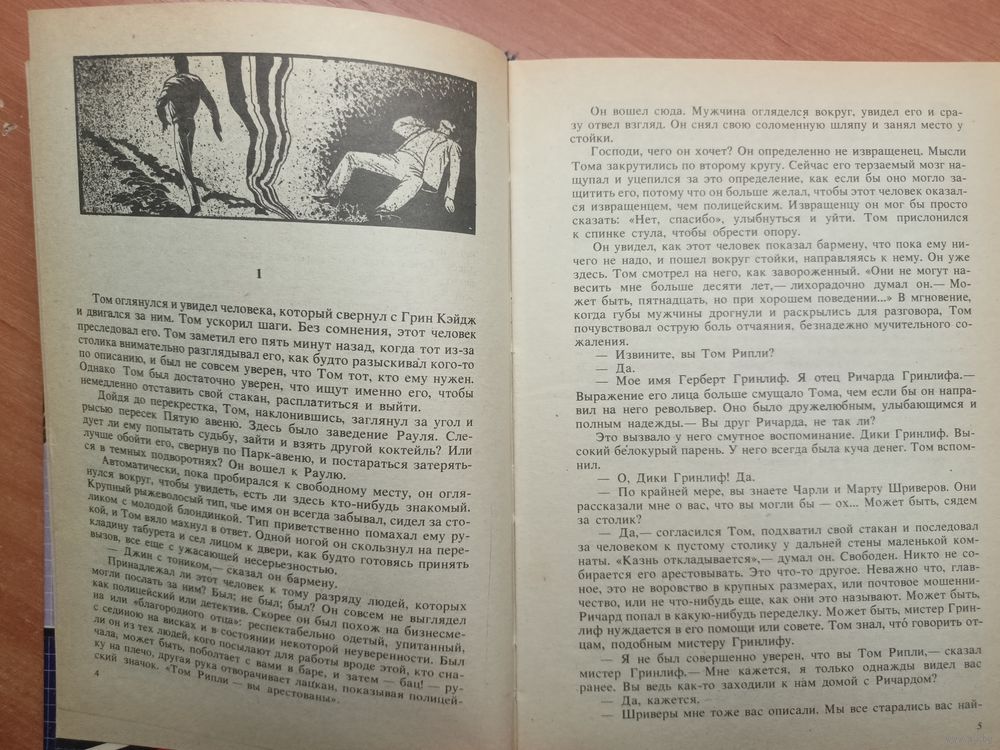 1
Том оглянулся и увидел человека, который свернул с Грин Кэйдж
и двигался за ним. Том ускорил шаги. Без сомнения, этот человек
преследовал его. Том заметил его пять минут назад, когда тот из-за
столика внимательно разглядывал его, как будто разыскивал кого-то
по описанию, и был не совсем уверен, что Том тот, кто ему нужен.
Однако Том был достаточно уверен, что ищут именно его, чтобы
немедленно отставить свой стакан, расплатиться и выйти.
Дойдя до перекрестка, Том, наклонившись, заглянул за угол и
рысью пересек Пятую авеню. Здесь было заведение Рауля. Сле-
дует ли ему попытать судьбу, зайти и взять другой коктейль? Или
лучше обойти его, свернув по Парк-авеню, и постараться затерять-
ся в темных подворотнях? Он вошел к Раулю.
Автоматически, пока пробирался к свободному месту, он огля-
нулся вокруг, чтобы увидеть, есть ли здесь кто-нибудь знакомый.
Крупный рыжеволосый тип, чье имя он всегда забывал, сидел за сто-
ликом с молодой блондинкой. Тип приветственно помахал ему ру-
кой, и Том вяло махнул в ответ. Одной ногой он скользнул на пере-
кладину табурета и сел лицом к двери, как будто готовясь принять
вызов, все еще с ужасающей несерьезностью.
— Джин с тоником,— сказал он бармену.
Принадлежал ли этот человек к тому разряду людей, которых
могли послать за ним? Был; не был; был? Он совсем не выглядел
как полицейский или детектив. Скорее он был похож на бизнесме-
на или «благородного отца»: респектабельно одетый, упитанный,
с сединою на висках и в состоянии некоторой неуверенности. Был
ли он из тех людей, кого посылают для работы вроде этой, кто сна-
чала, может быть, поболтает с вами в баре, и затем — бац! — ру-
ку на плечо, другая рука отворачивает лацкан, показывая полицей-
ский значок. «Том Рипли — вы арестованы».
4
Он вошел сюда. Мужчина огляделся вокруг, увидел его и сра-
зу отвел взгляд. Он снял свою соломенную шляпу и занял место у
стойки.
Господи, чего он хочет? Он определенно не извращенец. Мысли
Тома закрутились по второму кругу. Сейчас его терзаемый мозг на-
щупал и уцепился за это определение, как если бы оно могло за-
щитить его, потому что он больше желал, чтобы этот человек оказал-
ся извращенцем, чем полицейским. Извращенцу он мог бы просто
сказать: «Нет, спасибо», улыбнуться и уйти. Том прислонился
к спинке стула, чтобы обрести опору.
Он увидел, как этот человек показал бармену, что пока ему ни-
чего не надо, и пошел вокруг стойки, направляясь к нему. Он уже
здесь. Том смотрел на него, как завороженный. «Они не могут на-
весить мне больше десяти лет,— лихорадочно думал он.— Мо-
жет быть, пятнадцать, но при хорошем поведении...» В мгновение,
когда губы мужчины дрогнули и раскрылись для разговора, Том
почувствовал острую боль отчаяния, безнадежно мучительного со-
жаления.
— Извините, вы Том Рипли?
— Да.
— Мое имя Герберт Гринлиф. Я отец Ричарда Гринлифа.—
Выражение его лица больше смущало Тома, чем если бы он напра-
вил на него револьвер. Оно было дружелюбным, улыбающимся и
полным надежды.— Вы друг Ричарда, не так ли?
Это вызвало у него смутное воспоминание. Дики Гринлиф. Вы-
сокий белокурый парень. У него всегда была куча денег. Том вспом-
нил.
— О, Дики Гринлиф! Да.
— По крайней мере, вы знаете Чарли и Марту Шриверов. Они
рассказали мне о вас, что вы могли бы — ох... Может быть, сядем
за столик?
— Да,— согласился Том, подхватил свой стакан и последовал
за человеком к пустому столику у дальней стены маленькой ком-
наты. «Казнь откладывается»,— думал он. Свободен. Никто не со-
бирается его арестовывать. Это что-то другое. Неважно что, глав-
ное, это не воровство в крупных размерах, или почтовое мошенни-
чество, или не что-нибудь еще, как они это называют. Может быть,
Ричард попал в какую-нибудь переделку. Может быть, мистер Грин-
лиф нуждается в его помощи или совете. Том знал, что́ говорить от-
цам, подобным мистеру Гринлифу.
— Я не был совершенно уверен, что вы Том Рипли,— сказал
мистер Гринлиф.— Мне кажется, я только однажды видел вас
ранее. Вы ведь как-то заходили к нам домой с Ричардом?
— Да, кажется.
— Шриверы мне тоже вас описали. Мы все старались вас най-
5